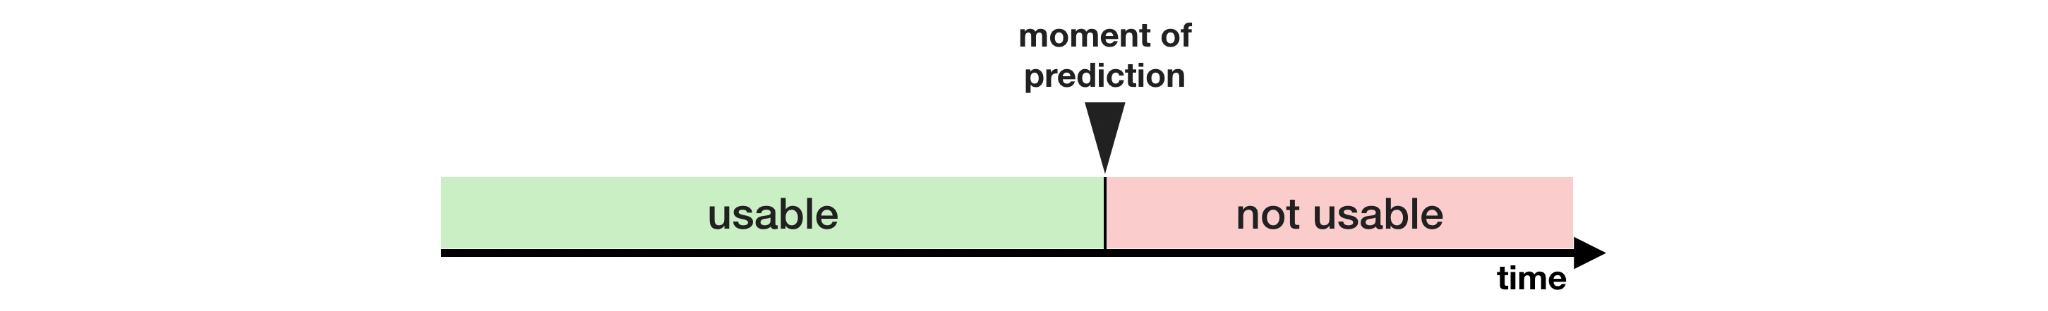 moment of
prediction
usable
not usable
time